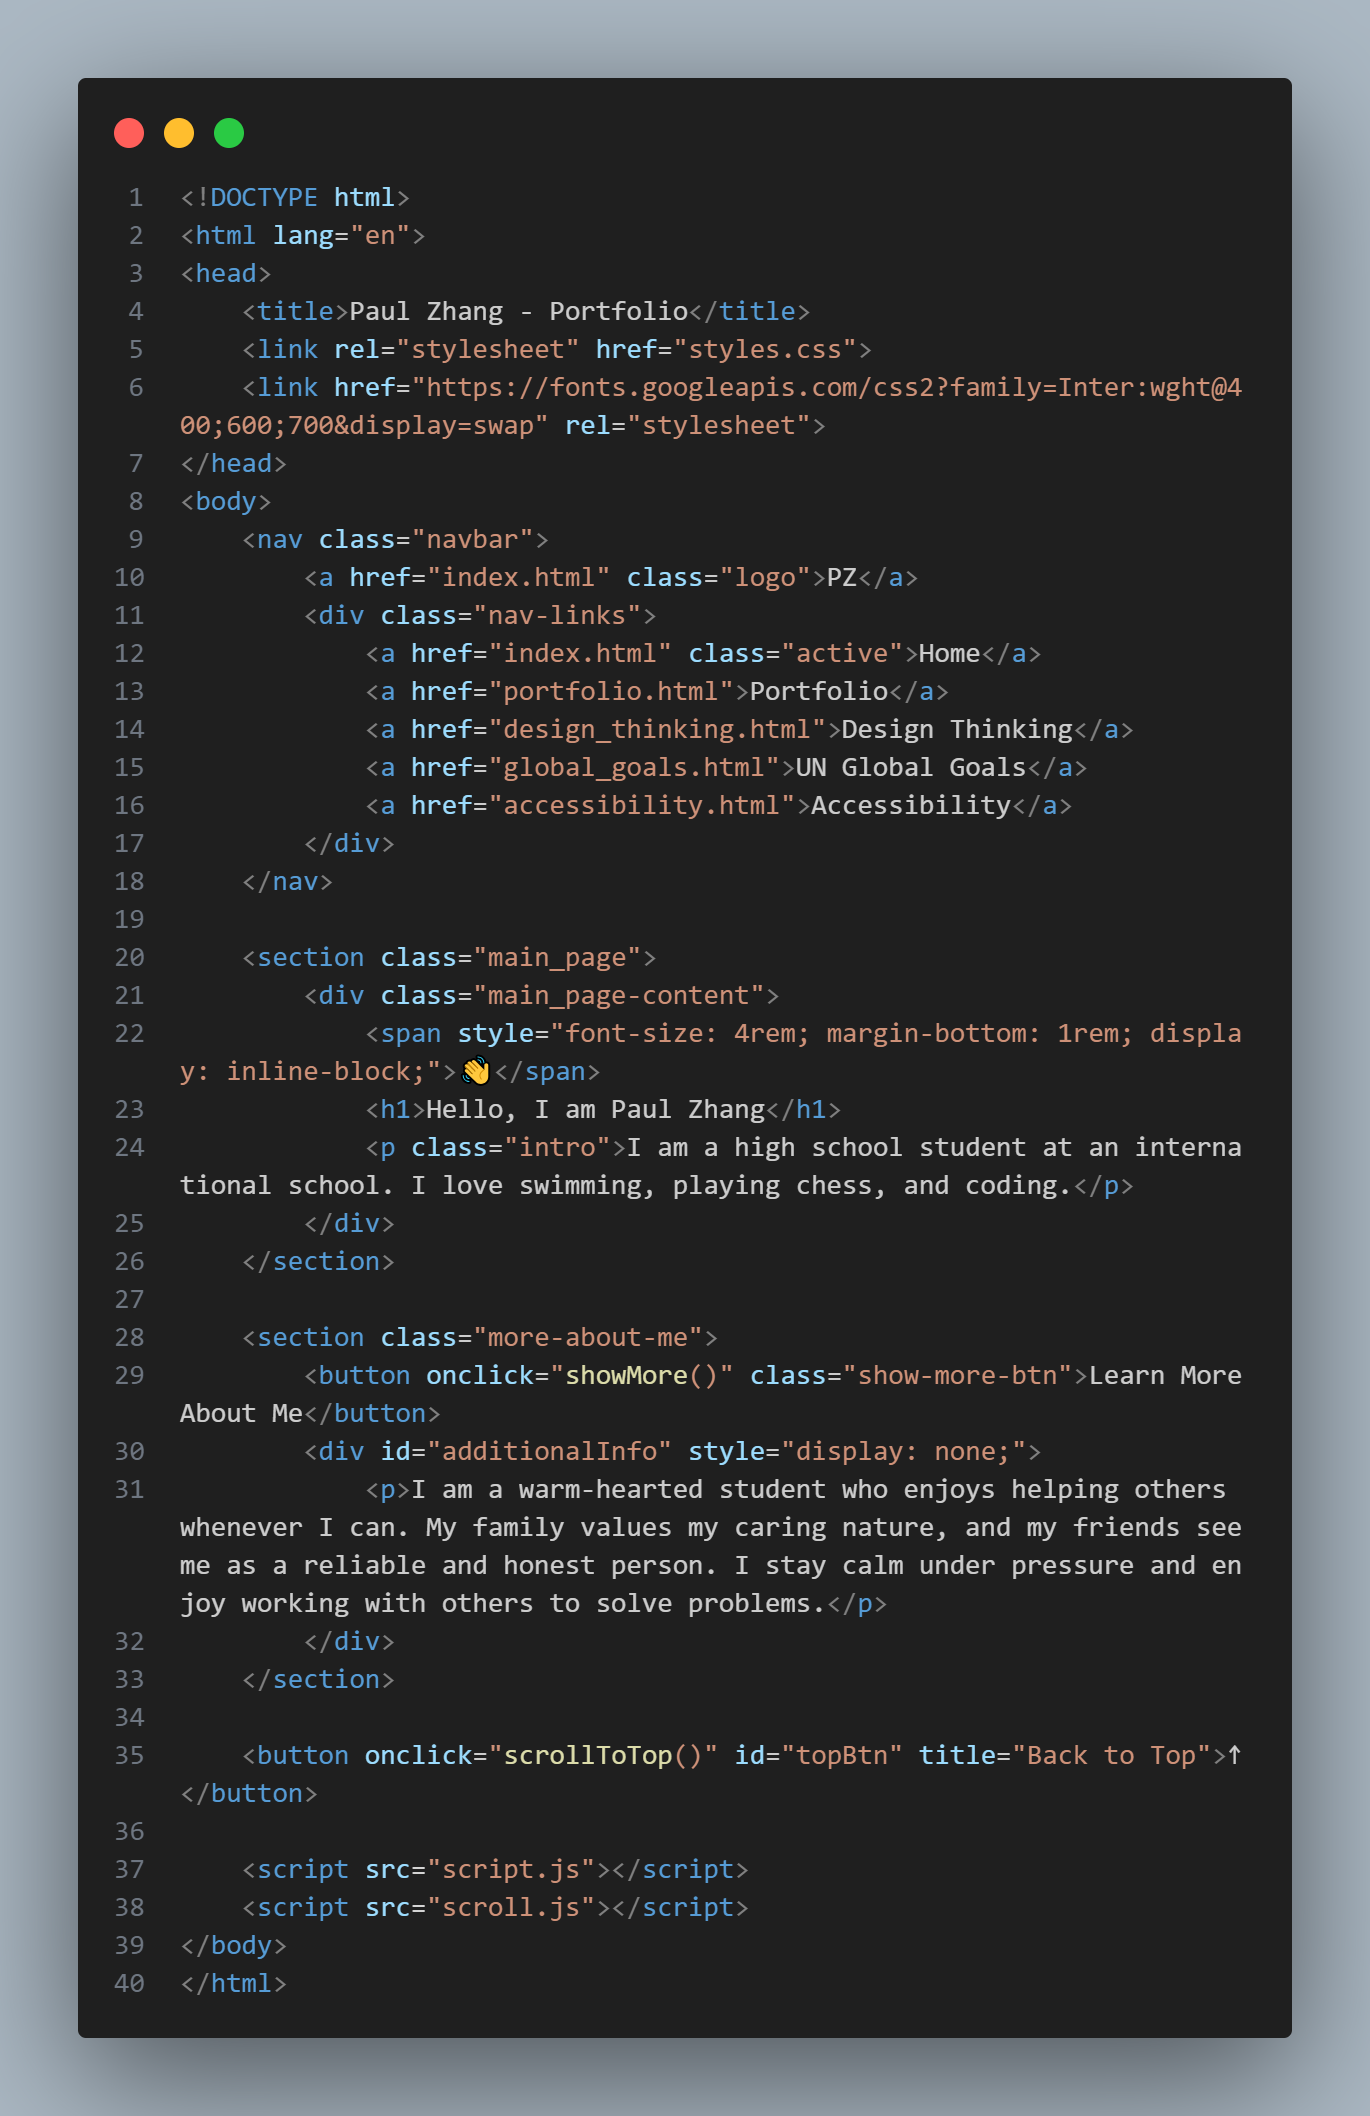 1 <!DOCTYPE html>
2 <html lang="en">
3 <head>
4     <title>Paul Zhang - Portfolio</title>
5     <link rel="stylesheet" href="styles.css">
6     <link href="https://fonts.googleapis.com/css2?family=Inter:wght@4
00;600;700&display=swap" rel="stylesheet">
7 </head>
8 <body>
9     <nav class="navbar">
10         <a href="index.html" class="logo">PZ</a>
11         <div class="nav-links">
12             <a href="index.html" class="active">Home</a>
13             <a href="portfolio.html">Portfolio</a>
14             <a href="design_thinking.html">Design Thinking</a>
15             <a href="global_goals.html">UN Global Goals</a>
16             <a href="accessibility.html">Accessibility</a>
17         </div>
18     </nav>
19
20     <section class="main_page">
21         <div class="main_page-content">
22             <span style="font-size: 4rem; margin-bottom: 1rem; displa
y: inline-block;">👋</span>
23             <h1>Hello, I am Paul Zhang</h1>
24             <p class="intro">I am a high school student at an interna
tional school. I love swimming, playing chess, and coding.</p>
25         </div>
26     </section>
27
28     <section class="more-about-me">
29         <button onclick="showMore()" class="show-more-btn">Learn More
About Me</button>
30         <div id="additionalInfo" style="display: none;">
31             <p>I am a warm-hearted student who enjoys helping others
whenever I can. My family values my caring nature, and my friends see
me as a reliable and honest person. I stay calm under pressure and en
joy working with others to solve problems.</p>
32         </div>
33     </section>
34
35     <button onclick="scrollToTop()" id="topBtn" title="Back to Top">↑
</button>
36
37     <script src="script.js"></script>
38     <script src="scroll.js"></script>
39 </body>
40 </html>